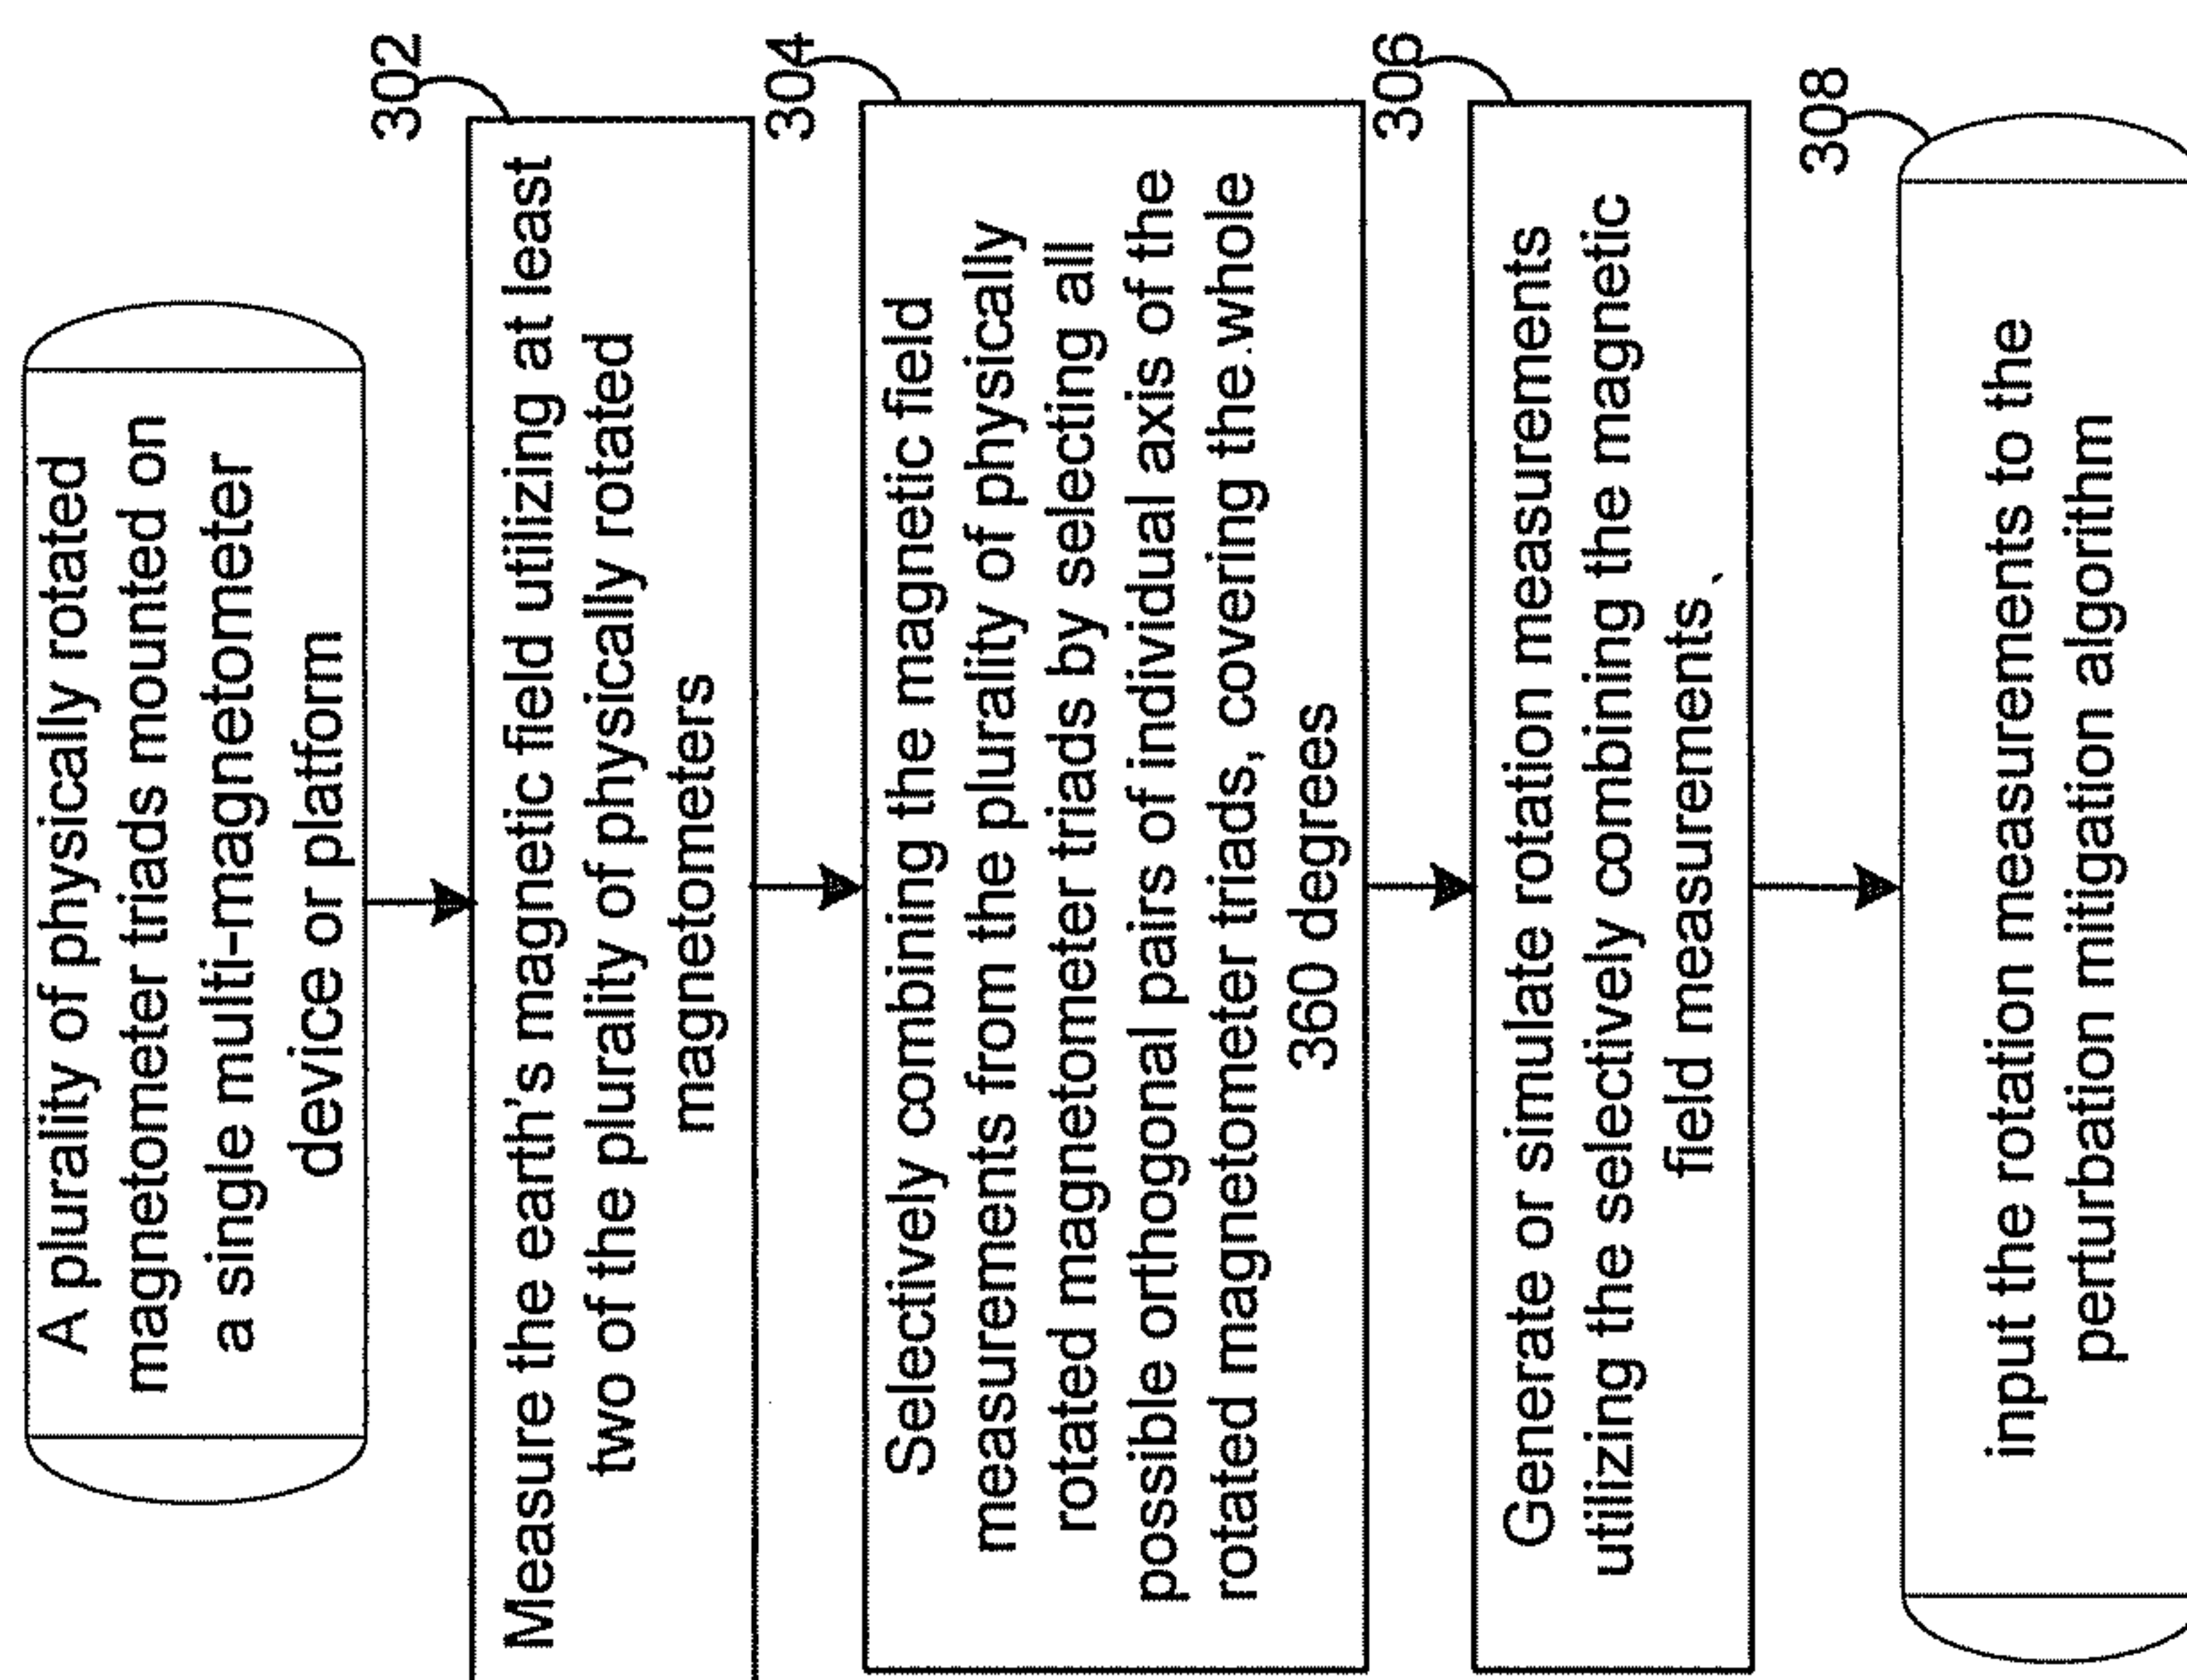 A plurality of physically rotated
magnetometer triads mounted on
a single multi-magnetometer
device or platform
302
Measure the earth's magnetic field utilizing at least
two of the plurality of physically rotated
magnetometers
304
Selectively combining the magnetic field
measurements from the plurality of physically
rotated magnetometer triads by selecting all
possible orthogonal pairs of individual axis of the
rotated magnetometer triads, covering the whole
360 degrees
306
Generate or simulate rotation measurements
utilizing the selectively combining the magnetic
field measurements
308
input the rotation measurements to the
perturbation mitigation algorithm